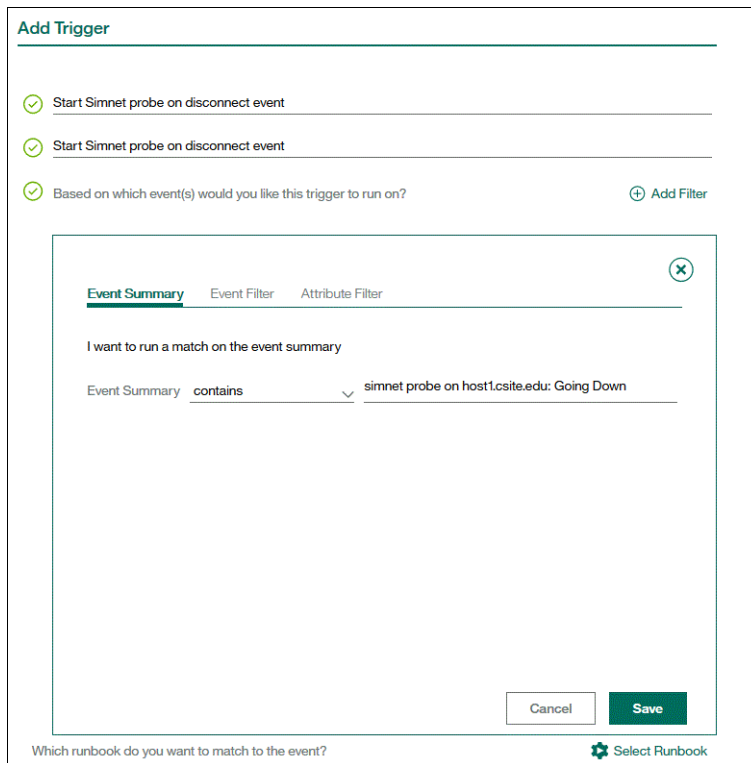 Add Trigger
Start Simnet probe on disconnect event
Start Simnet probe on disconnect event
Based on which event(s) would you like this trigger to run on? Add Filter
Event Summary Event Filter Attribute Filter
I want to run a match on the event summary
Event Summary contains simnet probe on host1.csite.edu: Going Down
Cancel Save
Which runbook do you want to match to the event? Select Runbook